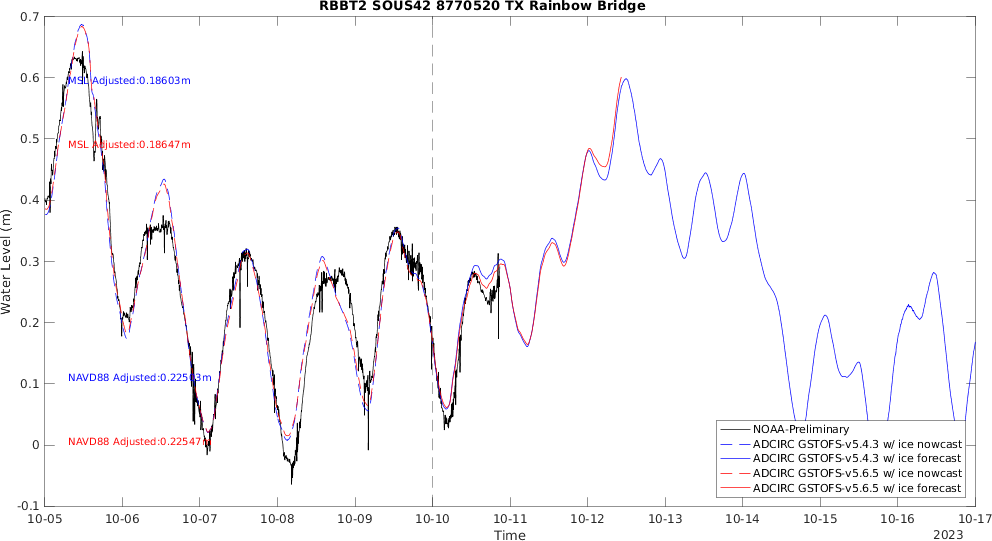 RBBT2 SOUS42 8770520 TX Rainbow Bridge
0.7
0.6
0.5
0.4
0.3
0.2
0.1
0
-0.1
Water Level (m)
MSL Adjusted:0.18603m
MSL Adjusted:0.18647m
NAVD88 Adjusted:0.22503m
NAVD88 Adjusted:0.22547m
NOAA-Preliminary
ADCIRC GSTOFS-v5.4.3 w/ ice nowcast
ADCIRC GSTOFS-v5.4.3 w/ ice forecast
ADCIRC GSTOFS-v5.6.5 w/ ice nowcast
ADCIRC GSTOFS-v5.6.5 w/ ice forecast
10-05 10-06 10-07 10-08 10-09 10-10 10-11 10-12 10-13 10-14 10-15 10-16 10-17
Time
2023